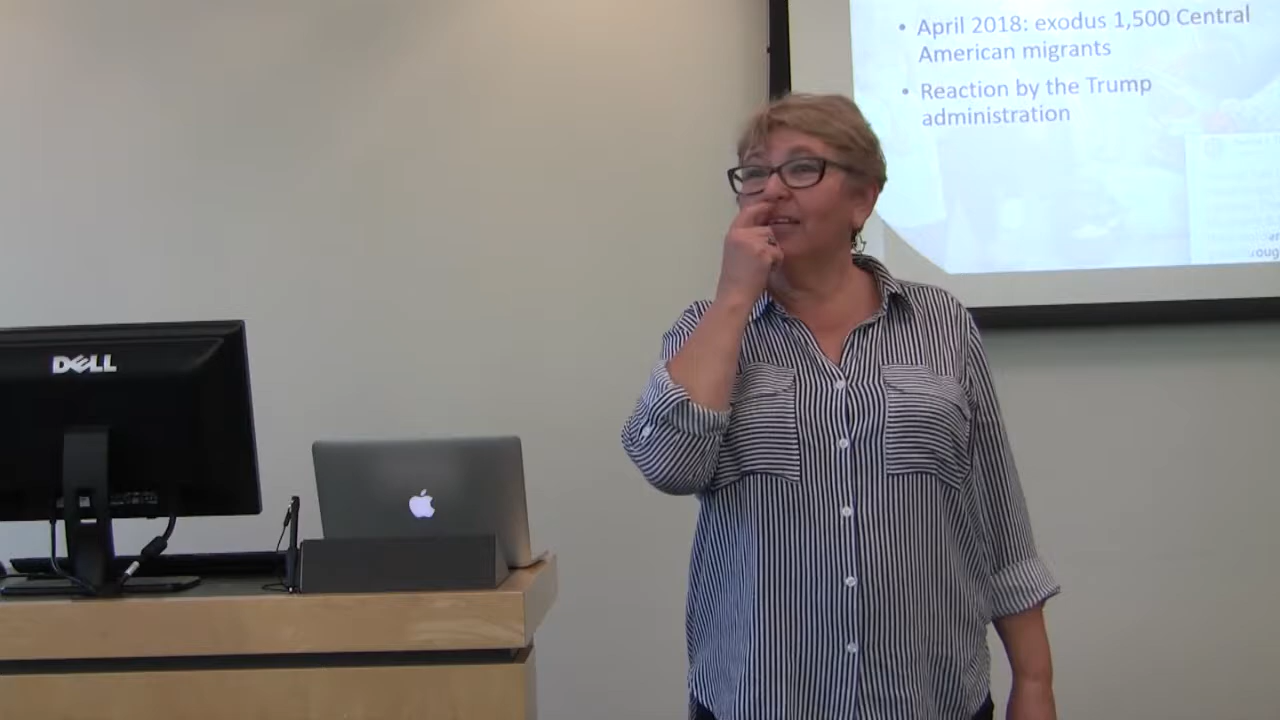 • April 2018: exodus 1,500 Central
American migrants
• Reaction by the Trump
administration
DELL